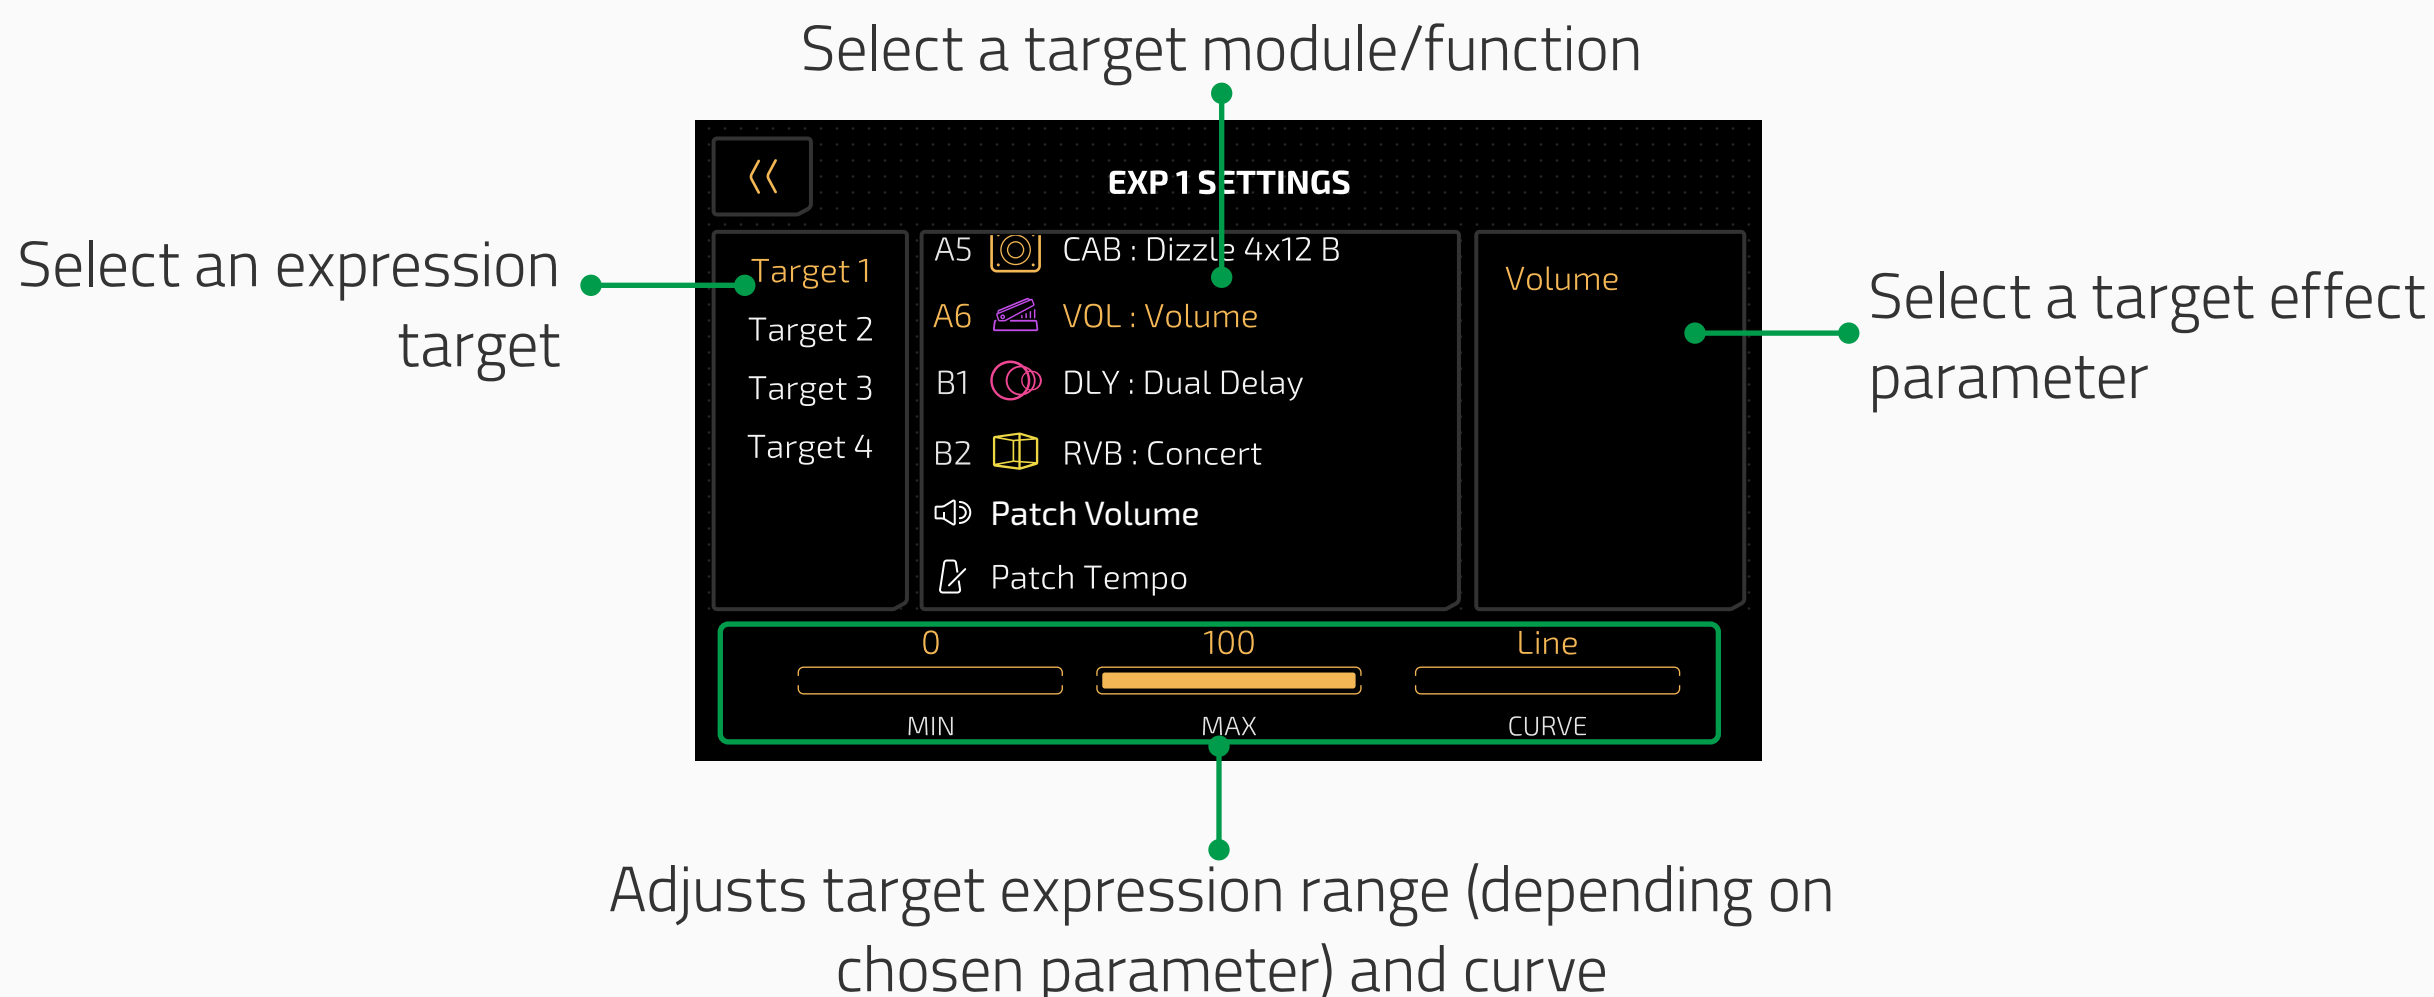 Select a target module/function
EXP 1 SETTINGS
Select an expression
target
Target 1
Target 2
Target 3
Target 4
A5 CAB : Dizzle 4x12 B
A6 VOL : Volume
B1 DLY : Dual Delay
B2 RVB : Concert
Patch Volume
Patch Tempo
Volume
Select a target effect
parameter
0
100
Line
MIN
MAX
CURVE
Adjusts target expression range (depending on
chosen parameter) and curve